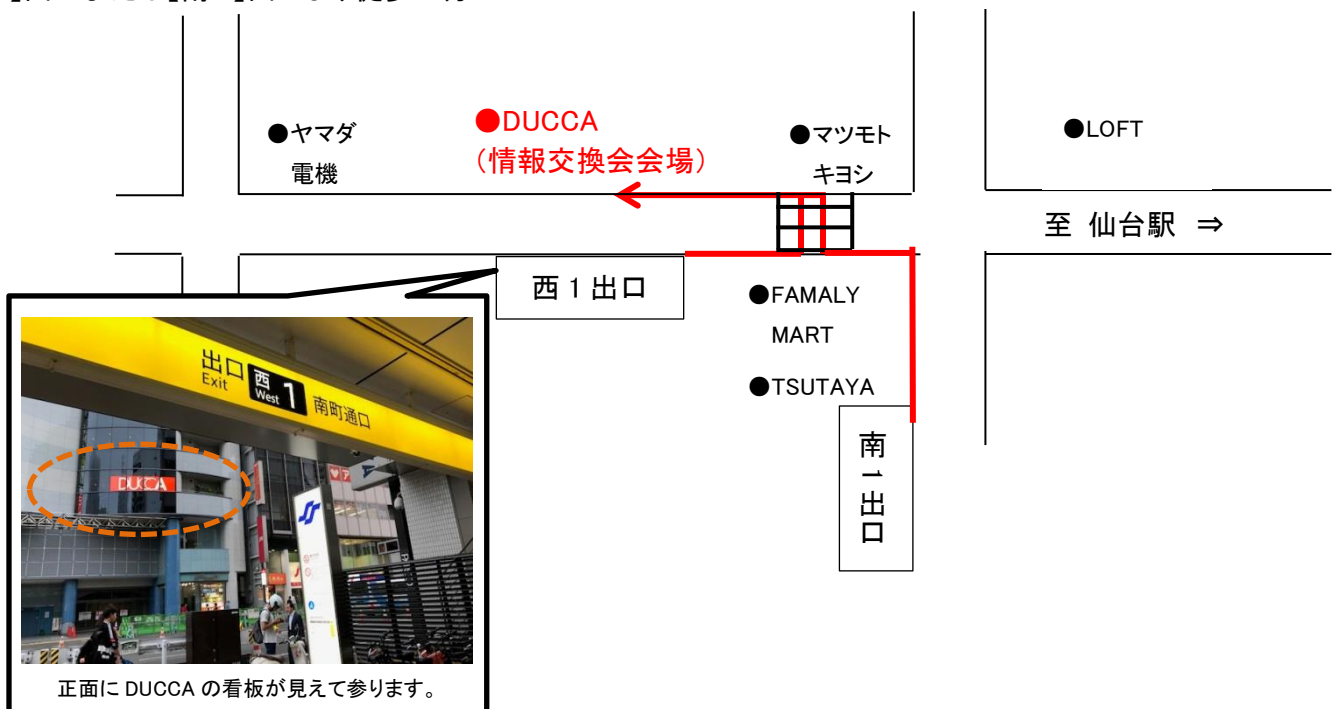 ●ヤマダ
電機
●DUCCA
（情報交換会会場）
●マツモト
キヨシ
●LOFT
至 仙台駅 ⇒
西１出口
●FAMALY
MART
●TSUTAYA
南一出口
出口
Exit
西
West
1
南町通口
DUCCA
正面に DUCCA の看板が見えて参ります。